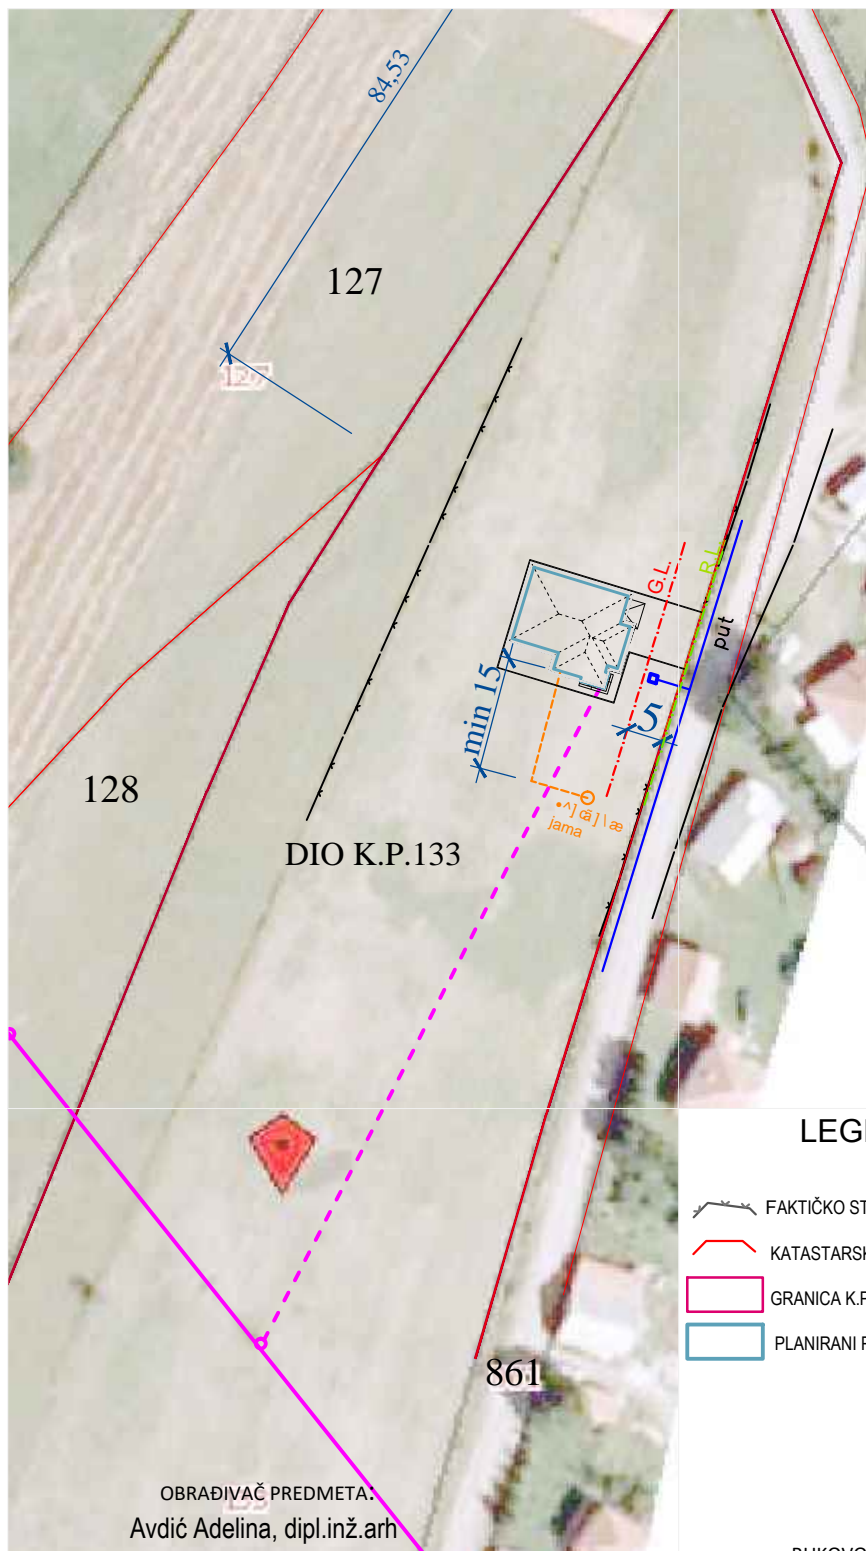 84,53
127
127
G.L.
R.L.
put
min 15
5
128
jama
DIO K.P.133
LEG
FAKTIČKO ST
KATASTARSK
GRANICA K.P
PLANIRANI P
861
OBRAĐIVAČ PREDMETA:
Avdić Adelina, dipl.inž.arh